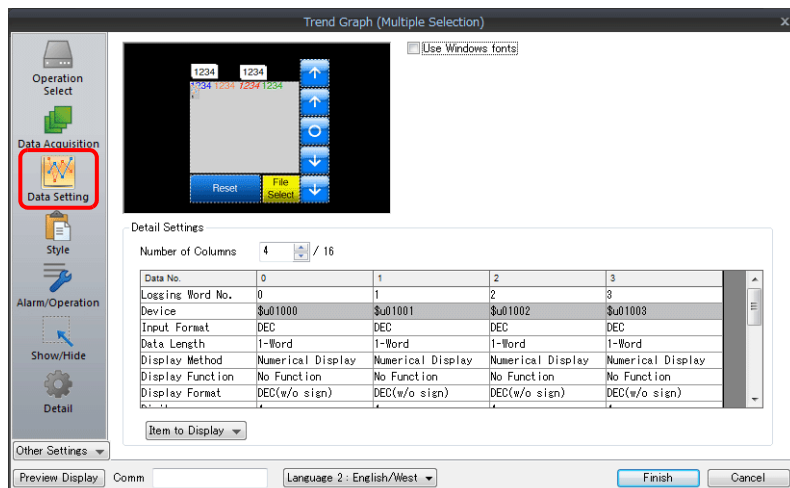 Trend Graph (Multiple Selection)
x
Operation
Select
Data Acquisition
Data Setting
Style
Alarm/Operation
Show/Hide
Detail
Other Settings
1234 1234
1234 1234 1234 1234
Reset
File
Select
Use Windows fonts
Detail Settings
Number of Columns 4 / 16
Data No. 0 1 2 3
Logging Word No. 0 1 2 3
Device $u01000 $u01001 $u01002 $u01003
Input Format DEC DEC DEC DEC
Data Length 1-Word 1-Word 1-Word 1-Word
Display Method Numerical Display Numerical Display Numerical Display Numerical Display
Display Function No Function No Function No Function No Function
Display Format DEC(w/o sign) DEC(w/o sign) DEC(w/o sign) DEC(w/o sign)
Item to Display
Preview Display Comm Language 2 : English/West Finish Cancel